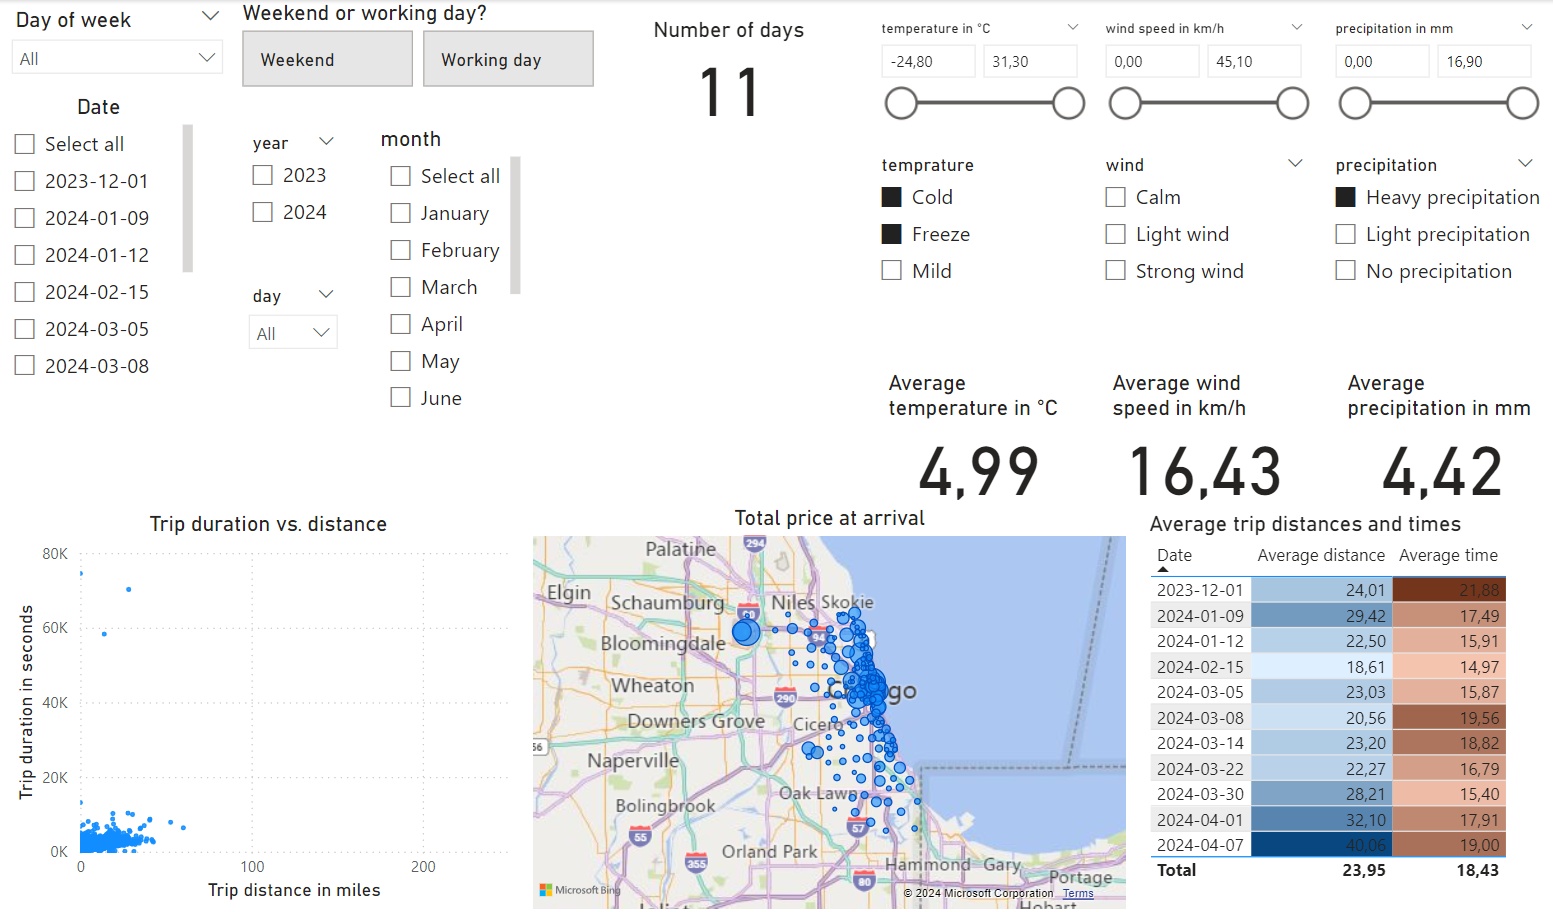 Day of week
All
Date
Select all
2023-12-01
2024-01-09
2024-01-12
2024-02-15
2024-03-05
2024-03-08
Weekend or working day?
Weekend
Working day
year
2023
2024
day
All
month
Select all
January
February
March
April
May
June
Number of days
11
temperature in °C
-24,80
31,30
wind speed in km/h
0,00
45,10
precipitation in mm
0,00
16,90
temprature
Cold
Freeze
Mild
wind
Calm
Light wind
Strong wind
precipitation
Heavy precipitation
Light precipitation
No precipitation
Average
temperature in °C
4,99
Average wind
speed in km/h
16,43
Average
precipitation in mm
4,42
Trip duration vs. distance
Trip duration in seconds
80K
60K
40K
20K
0K
0
100
200
Trip distance in miles
Total price at arrival
Palatine
294
Elgin
Schaumburg
Niles Skokie
90
94
Bloomingdale
Wheaton
290
Downers Grove
Cicero
56
Naperville
Oak Lawn
Bolingbrook
55
57
355
Orland Park
80
Hammond
Gary
Portage
Hobart
Microsoft Bing
© 2024 Microsoft Corporation Terms
Average trip distances and times
Date Average distance Average time
2023-12-01 24,01 21,88
2024-01-09 29,42 17,49
2024-01-12 22,50 15,91
2024-02-15 18,61 14,97
2024-03-05 23,03 15,87
2024-03-08 20,56 19,56
2024-03-14 23,20 18,82
2024-03-22 22,27 16,79
2024-03-30 28,21 15,40
2024-04-01 32,10 17,91
2024-04-07 40,06 19,00
Total 23,95 18,43